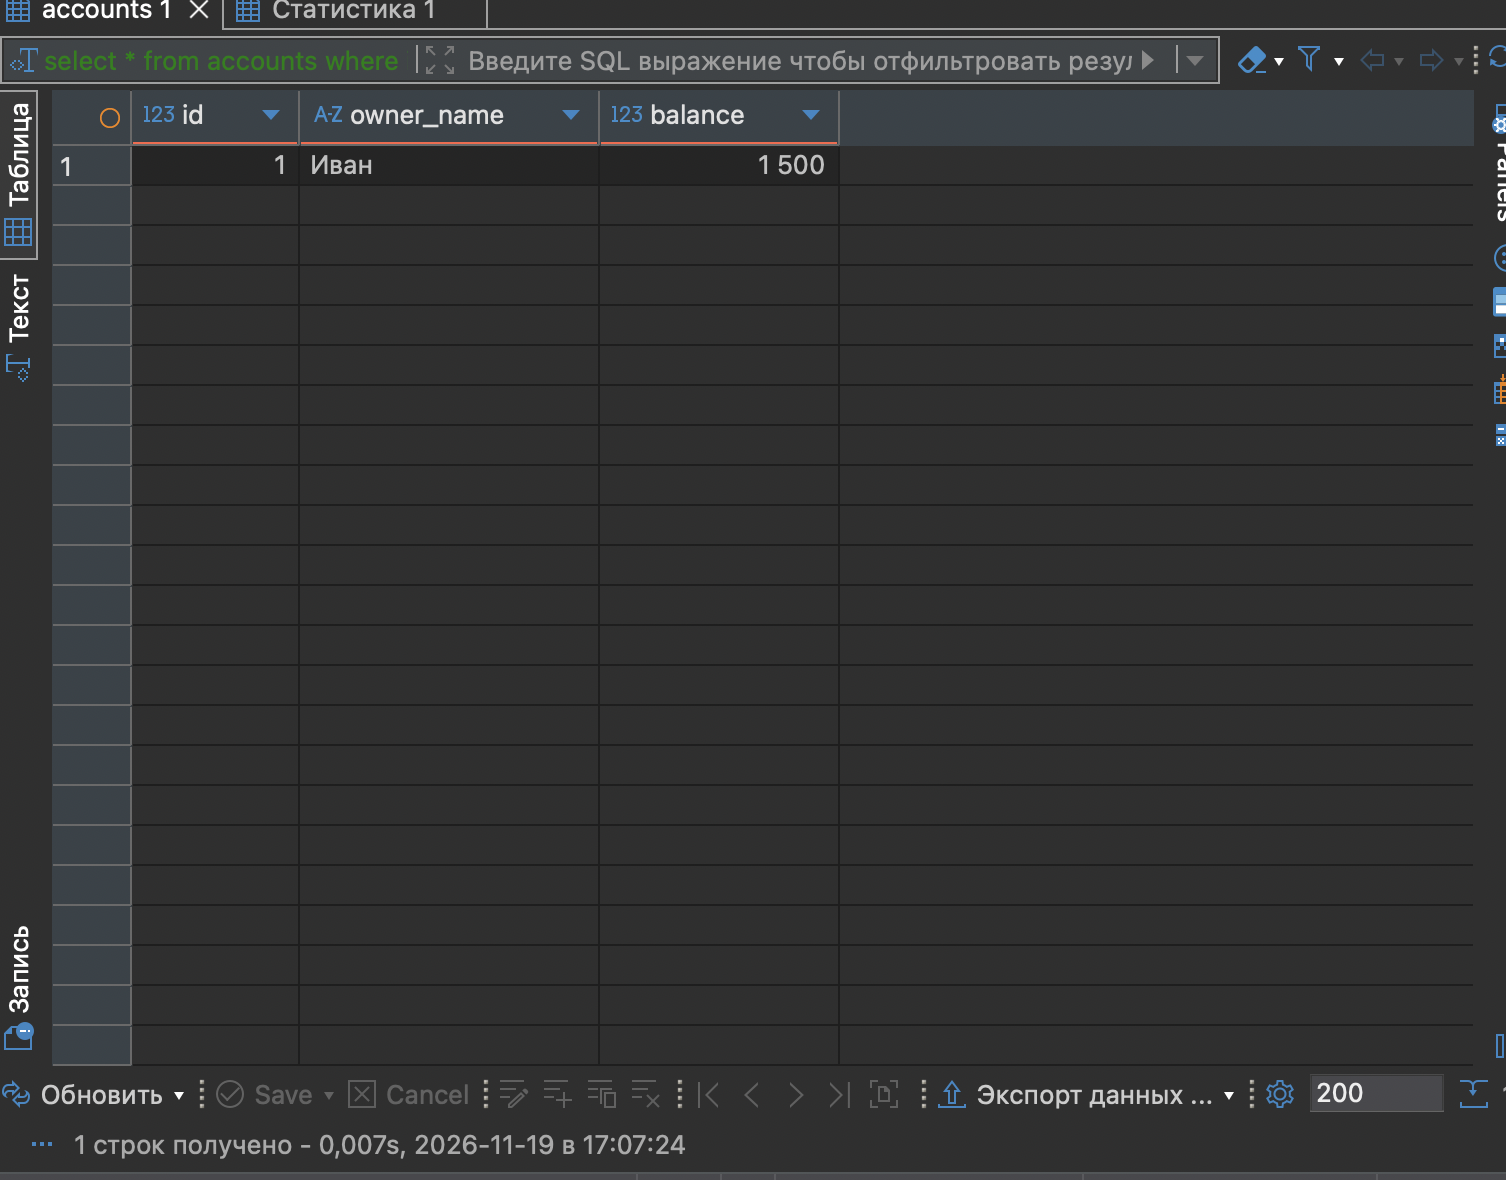 accounts 1
Статистика 1
select * from accounts where
Введите SQL выражение чтобы отфильтровать резул
Таблица
Текст
Запись
Panels
123 id
A-Z owner_name
123 balance
1
1
Иван
1 500
Обновить
Save
Cancel
Экспорт данных ...
200
1 строк получено - 0,007s, 2026-11-19 в 17:07:24